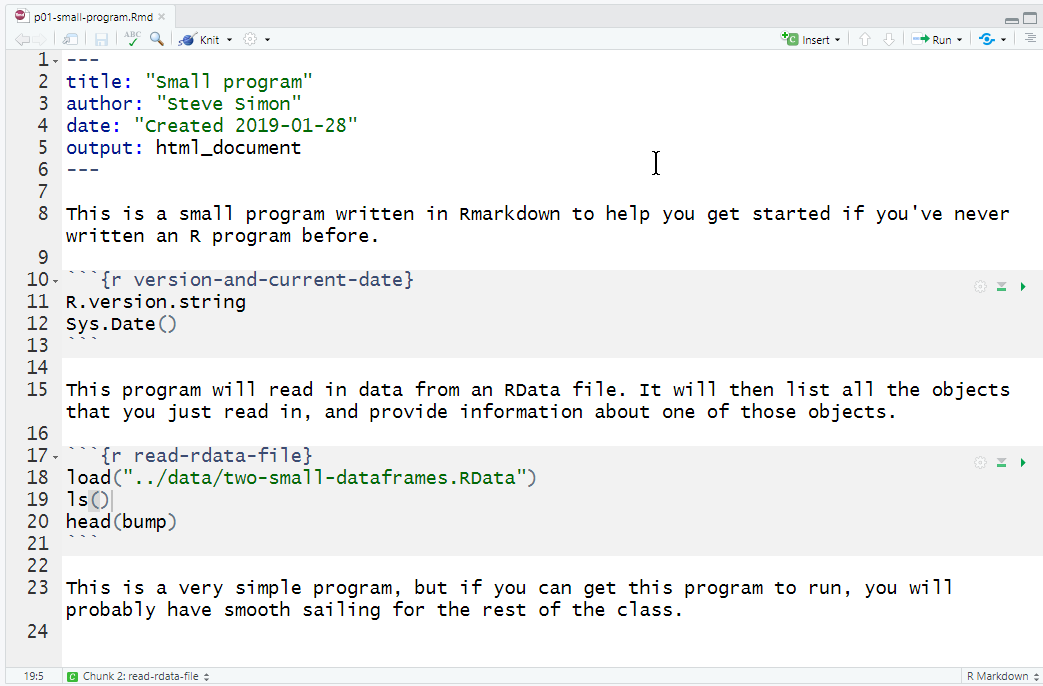 p01-small-program.Rmd
ABC Knit Insert Run
1 ---
2 title: "Small program"
3 author: "Steve Simon"
4 date: "Created 2019-01-28"
5 output: html_document
6 ---
7
8 This is a small program written in Rmarkdown to help you get started if you've never
written an R program before.
9
10 ```{r version-and-current-date}
11 R.version.string
12 Sys.Date()
13 ```
14
15 This program will read in data from an RData file. It will then list all the objects
that you just read in, and provide information about one of those objects.
16
17 ```{r read-rdata-file}
18 load("../data/two-small-dataframes.RData")
19 ls()
20 head(bump)
21 ```
22
23 This is a very simple program, but if you can get this program to run, you will
probably have smooth sailing for the rest of the class.
24
19:5 C Chunk 2: read-rdata-file R Markdown